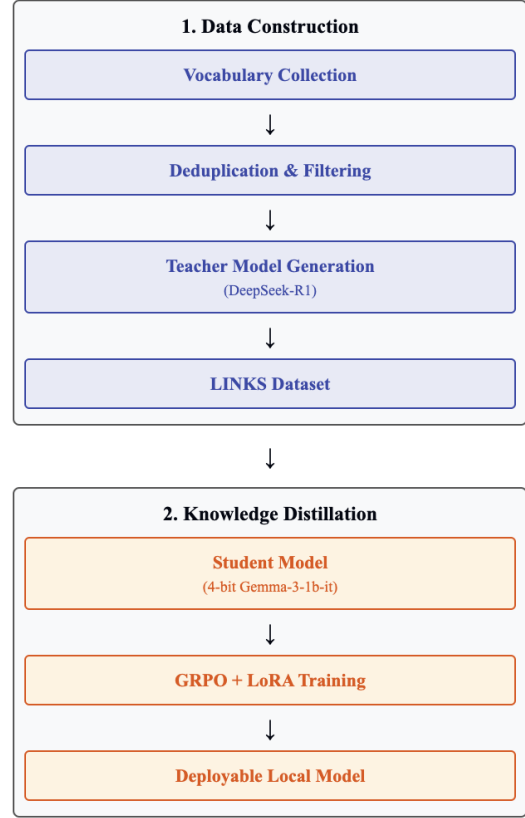 1. Data Construction
Vocabulary Collection
↓
Deduplication & Filtering
↓
Teacher Model Generation
(DeepSeek-R1)
↓
LINKS Dataset
↓
2. Knowledge Distillation
Student Model
(4-bit Gemma-3-1b-it)
↓
GRPO + LoRA Training
↓
Deployable Local Model